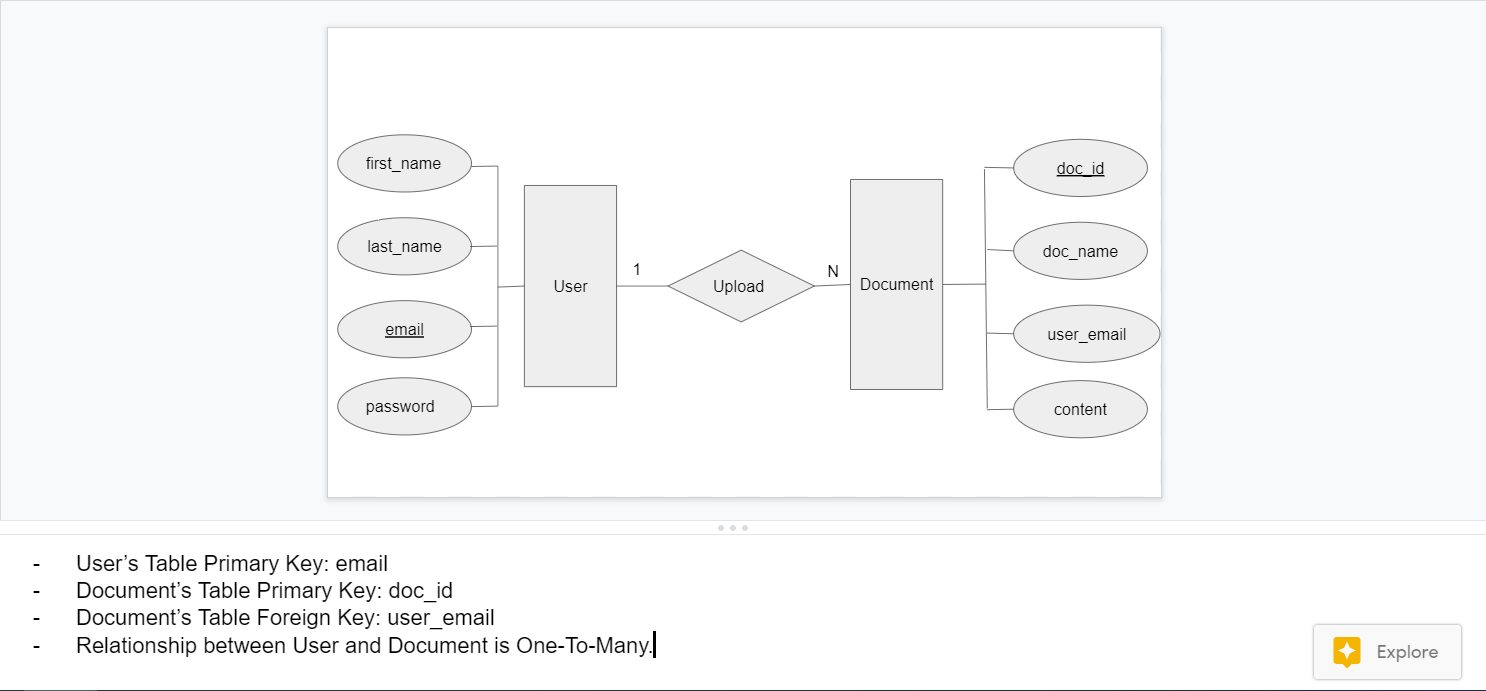 first_name
last_name
email
password
User
1
Upload
N
Document
doc_id
doc_name
user_email
content
- User’s Table Primary Key: email
- Document’s Table Primary Key: doc_id
- Document’s Table Foreign Key: user_email
- Relationship between User and Document is One-To-Many.
Explore